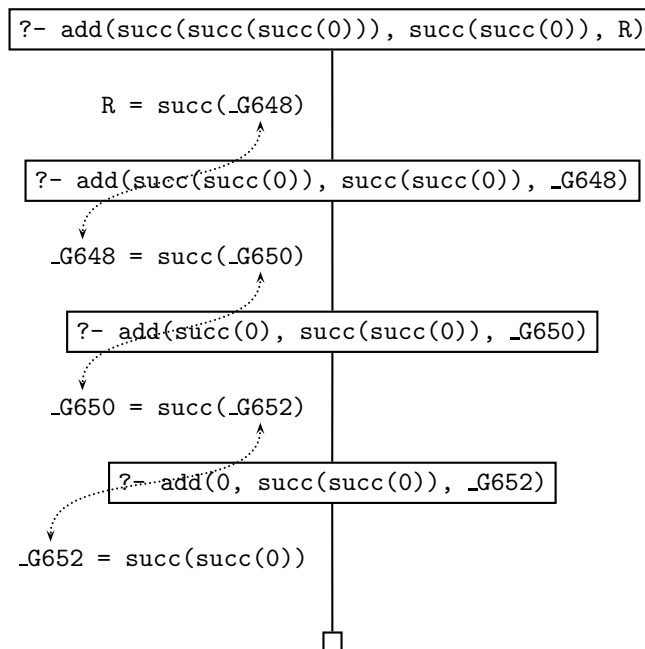 ?- add(succ(succ(succ(0))), succ(succ(0)), R)
R = succ(_G648)
?- add(succ(succ(0)), succ(succ(0)), _G648)
_G648 = succ(_G650)
?- add(succ(0), succ(succ(0)), _G650)
_G650 = succ(_G652)
?- add(0, succ(succ(0)), _G652)
_G652 = succ(succ(0))